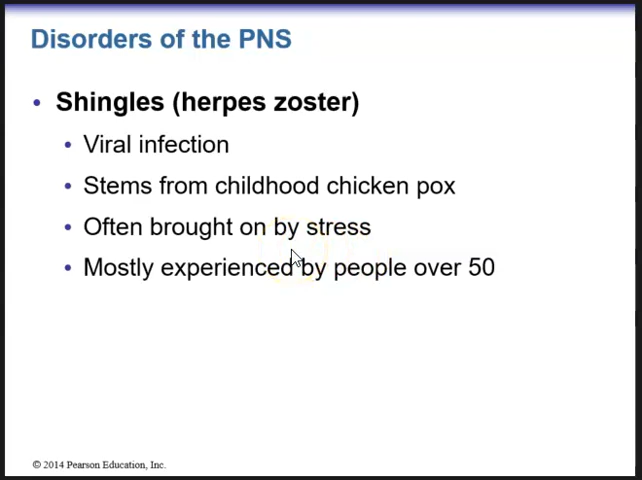 Disorders of the PNS
• Shingles (herpes zoster)
• Viral infection
• Stems from childhood chicken pox
• Often brought on by stress
• Mostly experienced by people over 50
© 2014 Pearson Education, Inc.